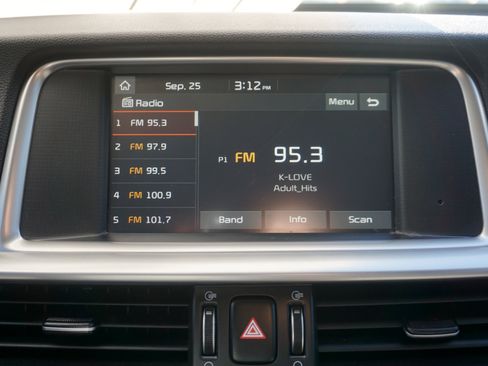 Sep. 25 3:12 PM
Radio Menu
1 FM 95.3
2 FM 97.9
3 FM 99.5
4 FM 100.9
5 FM 101.7
P1 FM 95.3
K-LOVE
Adult_Hits
Band Info Scan